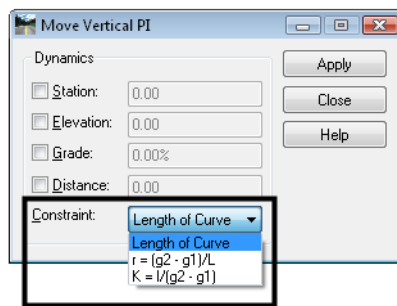 Move Vertical PI
Dynamics
Apply
Station: 0.00
Close
Elevation: 0.00
Help
Grade: 0.00%
Distance: 0.00
Constraint: Length of Curve
Length of Curve
r = (g2 - g1)/L
K = l/(g2 - g1)